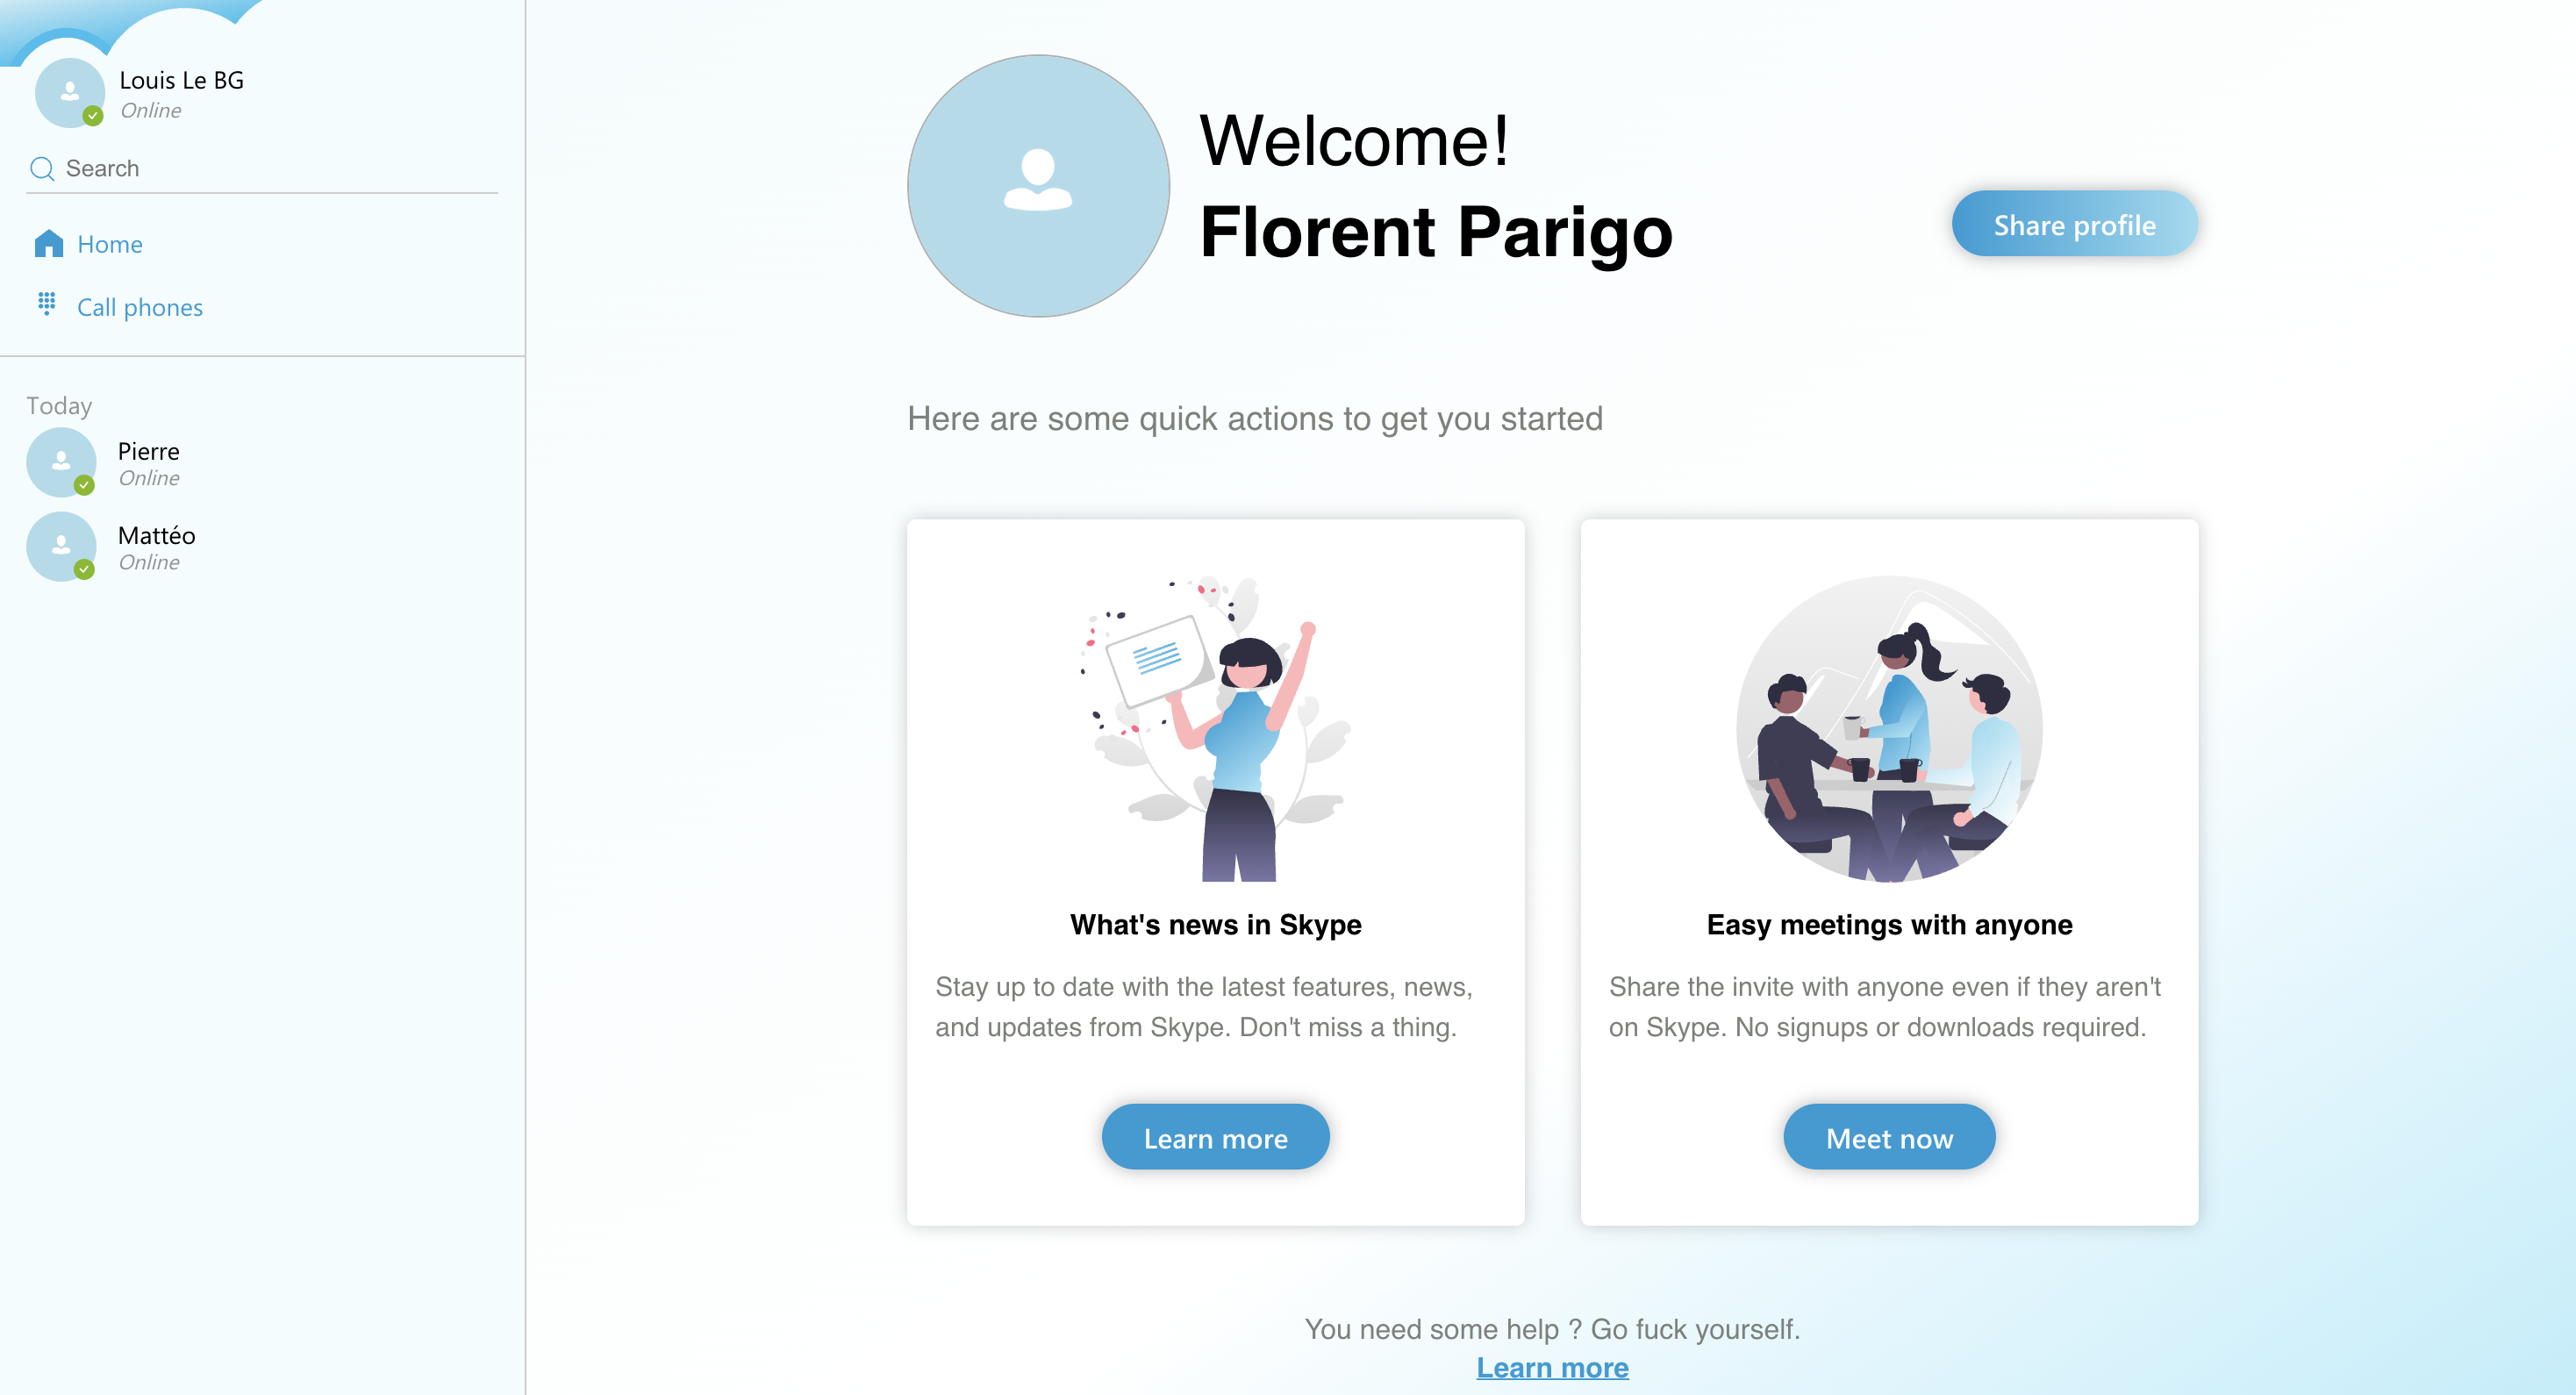 Louis Le BG
Online
Search
Home
Call phones
Today
Pierre
Online
Mattéo
Online
Welcome!
Florent Parigo
Share profile
Here are some quick actions to get you started
What's news in Skype
Stay up to date with the latest features, news,
and updates from Skype. Don't miss a thing.
Learn more
Easy meetings with anyone
Share the invite with anyone even if they aren't
on Skype. No signups or downloads required.
Meet now
You need some help ? Go fuck yourself.
Learn more